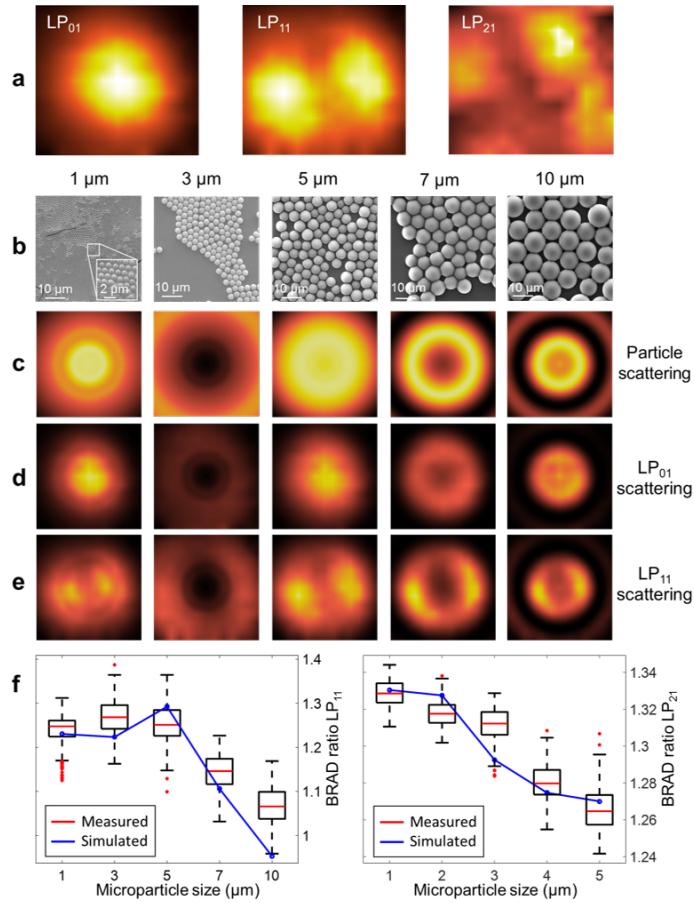 LP01 LP11 LP21
a
1 µm 3 µm 5 µm 7 µm 10 µm
b
10 µm 2 µm 10 µm 10 µm 10 µm 10 µm
c
Particle
scattering
d
LP01
scattering
e
LP11
scattering
f
1.4
1.3
1.2
1.1
1
BRAD ratio LP11
Measured
Simulated
1 3 5 7 10
Microparticle size (µm)
1.34
1.32
1.3
1.28
1.26
1.24
BRAD ratio LP21
Measured
Simulated
1 2 3 4 5
Microparticle size (µm)